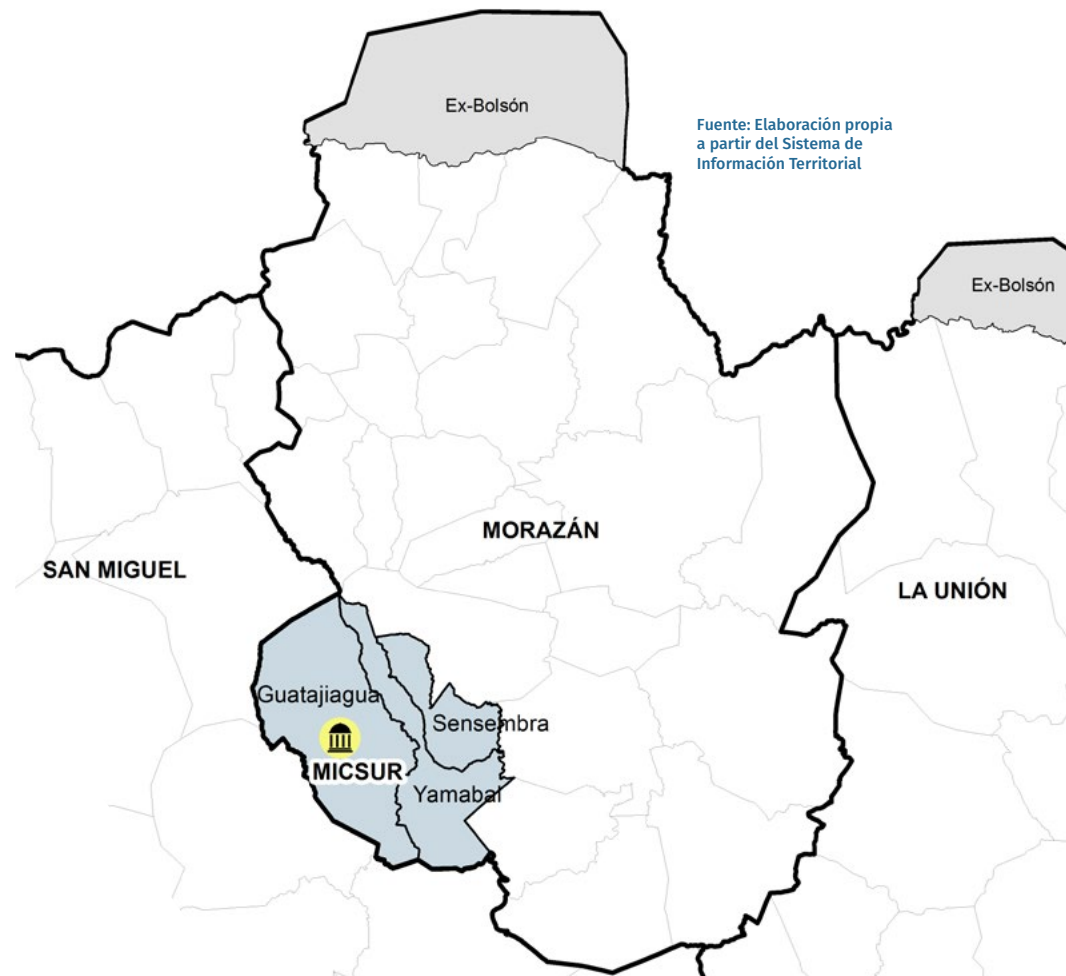 Ex-Bolsón
Fuente: Elaboración propia
a partir del Sistema de
Información Territorial
Ex-Bolsón
MORAZÁN
SAN MIGUEL
LA UNIÓN
Guatajiagua
Sensembra
MICSUR
Yamabal